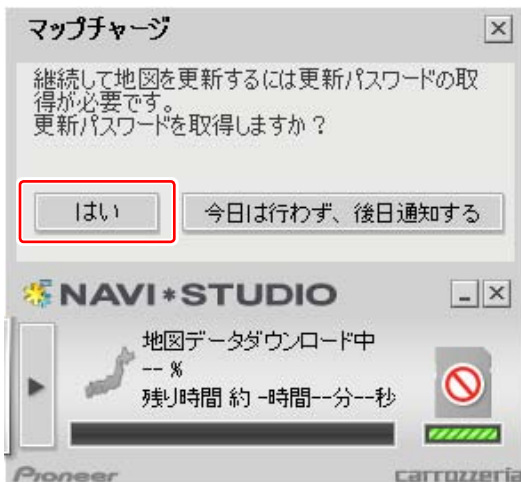 マップチャージ
継続して地図を更新するには更新パスワードの取
得が必要です。
更新パスワードを取得しますか？
はい
今日は行わず、後日通知する
NAVI*STUDIO
地図データダウンロード中
-- %
残り時間 約 -時間--分--秒
Pioneer
carrozzeria